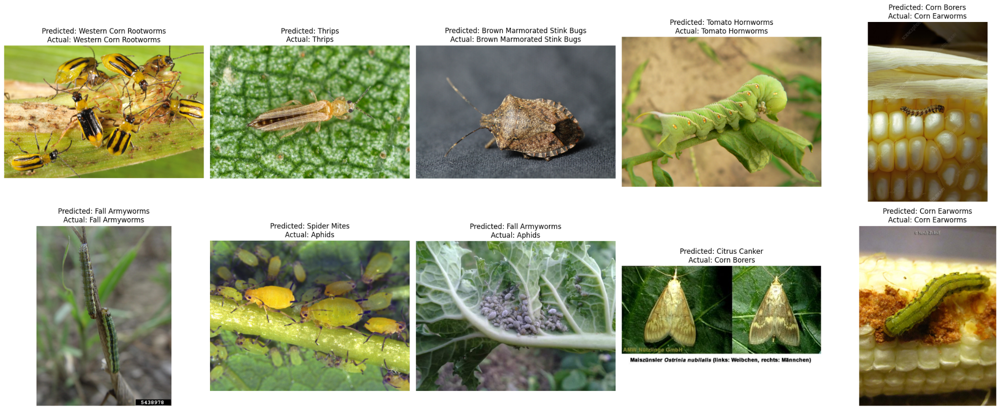 Predicted: Western Corn Rootworms
Actual: Western Corn Rootworms
Predicted: Thrips
Actual: Thrips
Predicted: Brown Marmorated Stink Bugs
Actual: Brown Marmorated Stink Bugs
Predicted: Tomato Hornworms
Actual: Tomato Hornworms
Predicted: Corn Borers
Actual: Corn Earworms
Predicted: Fall Armyworms
Actual: Fall Armyworms
5438978
Predicted: Spider Mites
Actual: Aphids
Predicted: Fall Armyworms
Actual: Aphids
Predicted: Citrus Canker
Actual: Corn Borers
AMW Nützlinge GmbH
Maiszünsler Ostrinia nubilalis (links: Weibchen, rechts: Männchen)
Predicted: Corn Earworms
Actual: Corn Earworms
© Sarah Zukoff